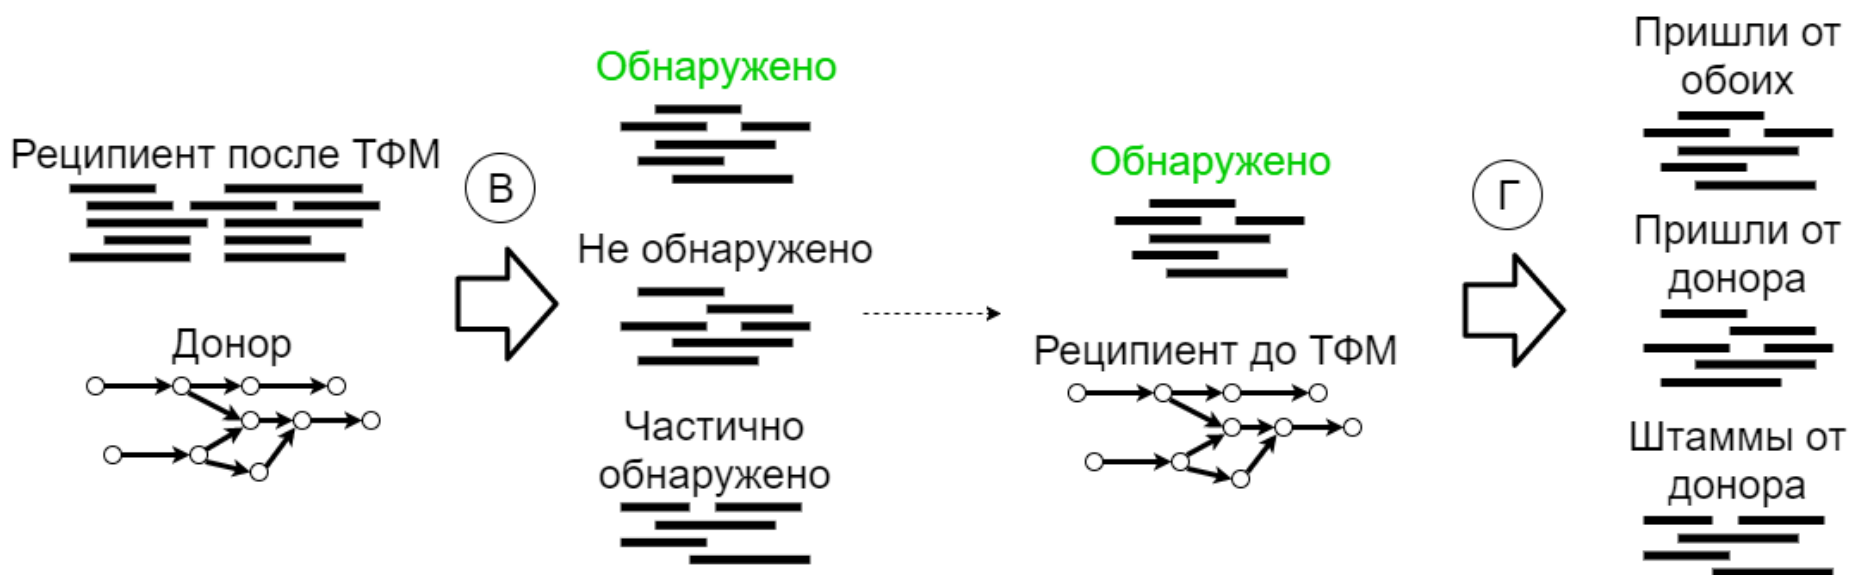 Реципиент после ТФМ
Донор
В
Обнаружено
Не обнаружено
Частично
обнаружено
Обнаружено
Реципиент до ТФМ
Г
Пришли от
обоих
Пришли от
донора
Штаммы от
донора